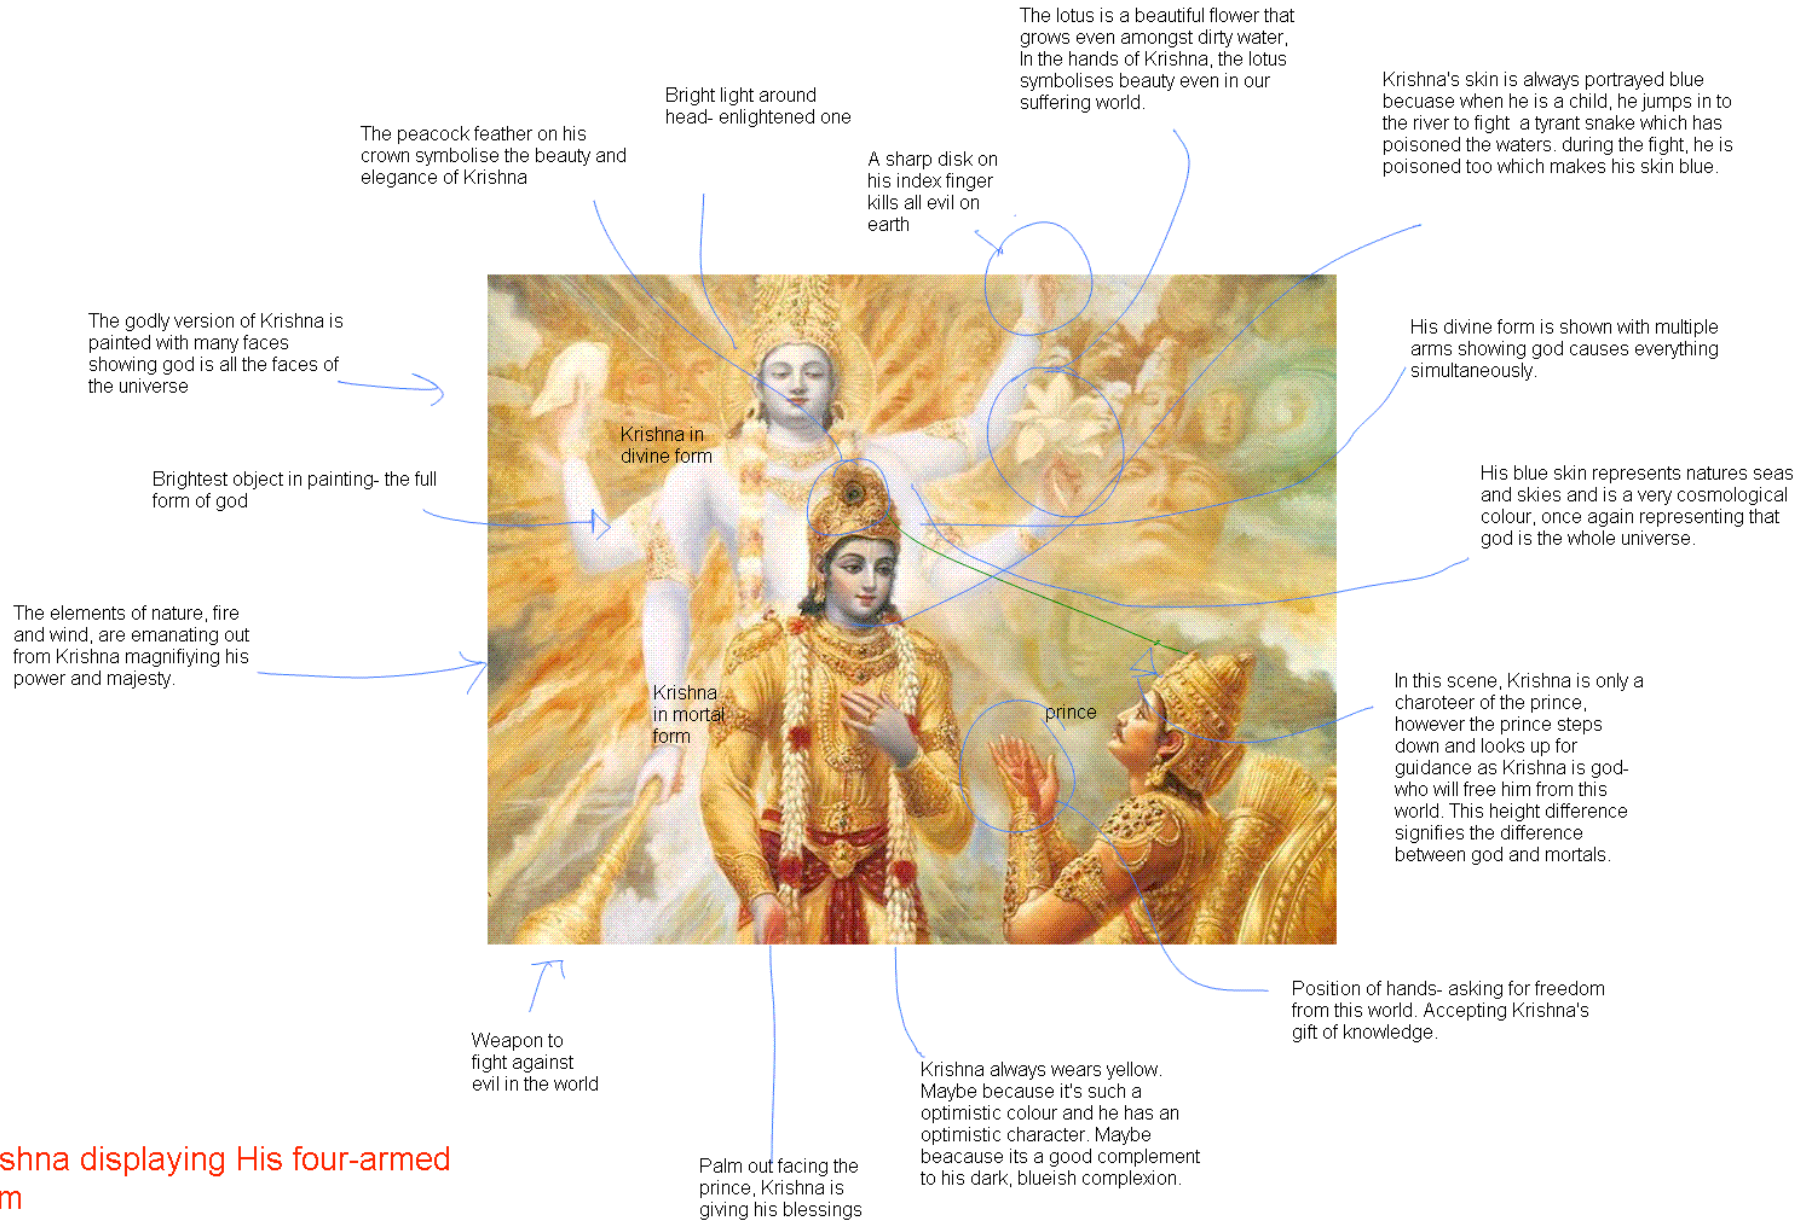 The lotus is a beautiful flower that
grows even amongst dirty water,
In the hands of Krishna, the lotus
symbolises beauty even in our
suffering world.
Krishna's skin is always portrayed blue
becuase when he is a child, he jumps in to
the river to fight a tyrant snake which has
poisoned the waters. during the fight, he is
poisoned too which makes his skin blue.
Bright light around
head- enlightened one
The peacock feather on his
crown symbolise the beauty and
elegance of Krishna
A sharp disk on
his index finger
kills all evil on
earth
The godly version of Krishna is
painted with many faces
showing god is all the faces of
the universe
His divine form is shown with multiple
arms showing god causes everything
simultaneously.
Krishna in
divine form
Brightest object in painting- the full
form of god
His blue skin represents natures seas
and skies and is a very cosmological
colour, once again representing that
god is the whole universe.
The elements of nature, fire
and wind, are emanating out
from Krishna magnifiying his
power and majesty.
Krishna
in mortal
form
prince
In this scene, Krishna is only a
charoteer of the prince,
however the prince steps
down and looks up for
guidance as Krishna is god-
who will free him from this
world. This height difference
signifies the difference
between god and mortals.
Position of hands- asking for freedom
from this world. Accepting Krishna's
gift of knowledge.
Weapon to
fight against
evil in the world
Krishna always wears yellow.
Maybe because it's such a
optimistic colour and he has an
optimistic character. Maybe
beacause its a good complement
to his dark, blueish complexion.
shna displaying His four-armed
m
Palm out facing the
prince, Krishna is
giving his blessings